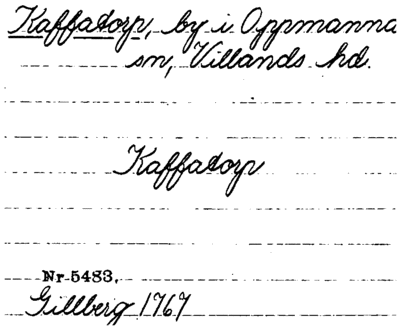 Kaffatorp, by i Oppmanna
sn, Villands hd.
Kaffatorp
Nr 5483.
Gillberg 1767